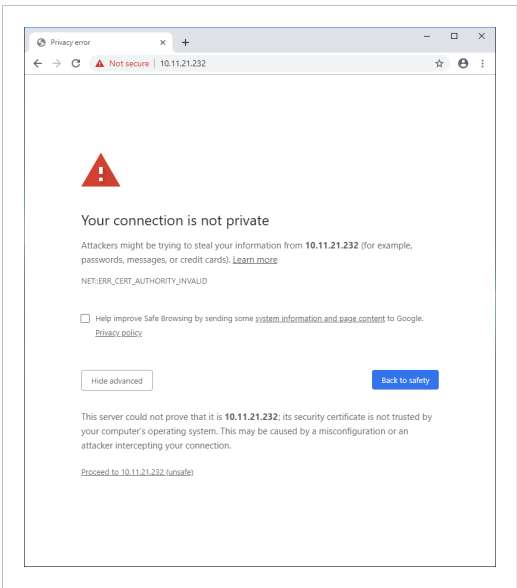 Privacy error
Not secure | 10.11.21.232
Your connection is not private
Attackers might be trying to steal your information from 10.11.21.232 (for example,
passwords, messages, or credit cards). Learn more
NET::ERR_CERT_AUTHORITY_INVALID
Help improve Safe Browsing by sending some system information and page content to Google.
Privacy policy
Hide advanced
Back to safety
This server could not prove that it is 10.11.21.232; its security certificate is not trusted by
your computer's operating system. This may be caused by a misconfiguration or an
attacker intercepting your connection.
Proceed to 10.11.21.232 (unsafe)